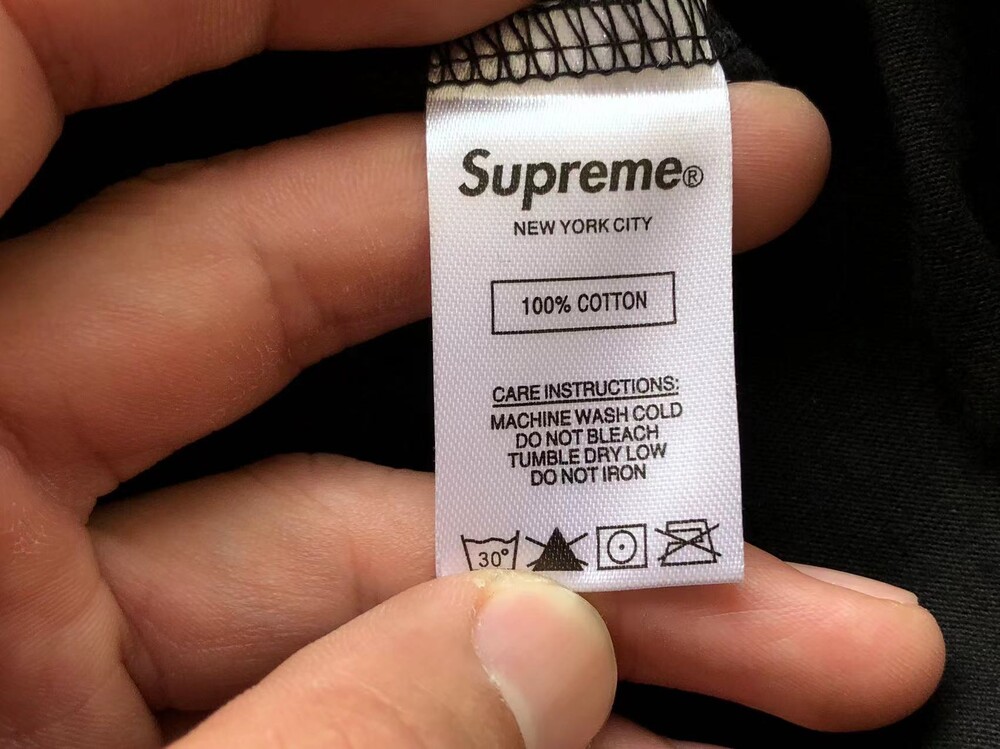 Supreme®
NEW YORK CITY
100% COTTON
CARE INSTRUCTIONS:
MACHINE WASH COLD
DO NOT BLEACH
TUMBLE DRY LOW
DO NOT IRON
30°